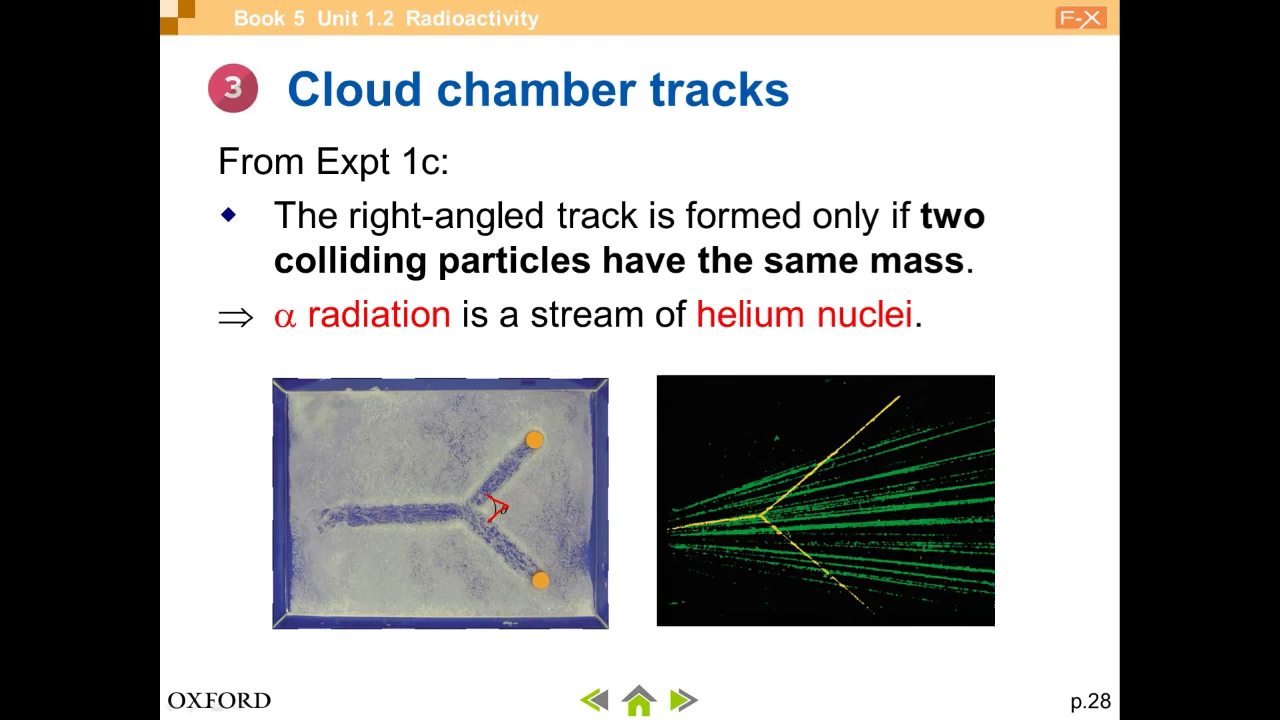 Book 5 Unit 1.2 Radioactivity
F-X
3 Cloud chamber tracks
From Expt 1c:
The right-angled track is formed only if two
colliding particles have the same mass.
⇒ α radiation is a stream of helium nuclei.
OXFORD
p.28